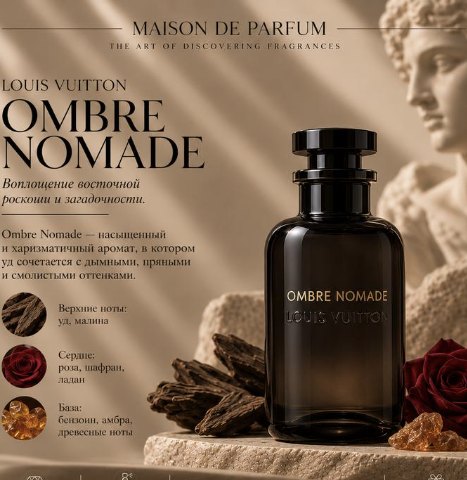 MAISON DE PARFUM
THE ART OF DISCOVERING FRAGRANCES
LOUIS VUITTON
OMBRE
NOMADE
Воплощение восточной
роскоши и загадочности.
Ombre Nomade — насыщенный
и харизматичный аромат, в котором
уд сочетается с дымными, пряными
и смолистыми оттенками.
Верхние ноты:
уд, малина
Сердце:
роза, шафран,
ладан
База:
бензоин, амбра,
древесные ноты
OMBRE NOMADE
LOUIS VUITTON